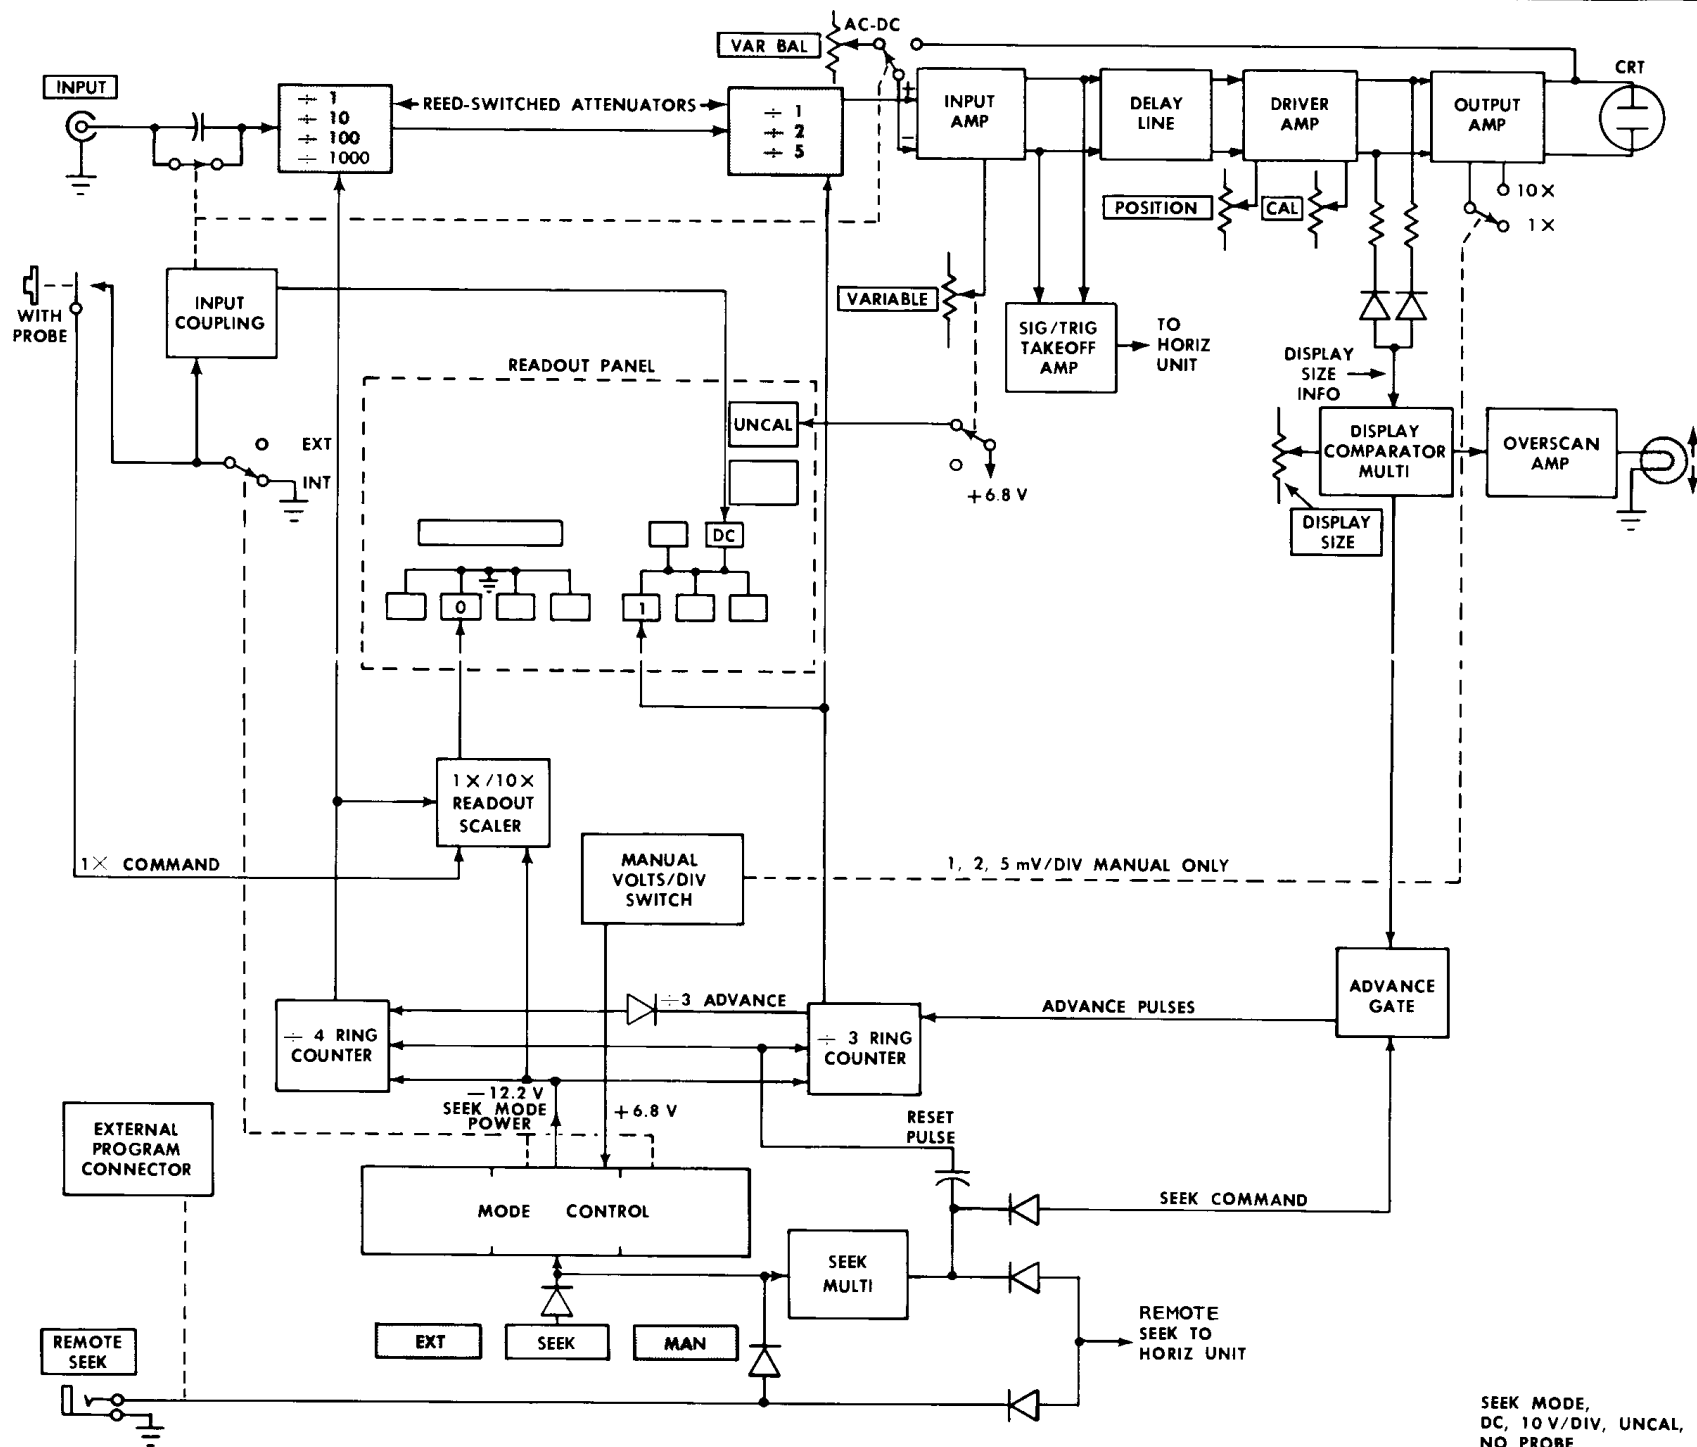 AC-DC
VAR BAL
INPUT
CRT
÷ 1
÷ 10
÷ 100
÷ 1000
REED-SWITCHED ATTENUATORS
÷ 1
÷ 2
÷ 5
+
−
INPUT
AMP
DELAY
LINE
DRIVER
AMP
OUTPUT
AMP
10X
1X
POSITION
CAL
WITH
PROBE
INPUT
COUPLING
VARIABLE
SIG/TRIG
TAKEOFF
AMP
TO
HORIZ
UNIT
DISPLAY
SIZE
INFO
READOUT PANEL
UNCAL
EXT
INT
+6.8 V
DISPLAY
COMPARATOR
MULTI
OVERSCAN
AMP
DISPLAY
SIZE
DC
0
1
1X/10X
READOUT
SCALER
1X COMMAND
MANUAL
VOLTS/DIV
SWITCH
1, 2, 5 mV/DIV MANUAL ONLY
ADVANCE
GATE
÷3 ADVANCE
ADVANCE PULSES
÷ 4 RING
COUNTER
÷ 3 RING
COUNTER
−12.2 V
SEEK MODE
POWER
+6.8 V
RESET
PULSE
EXTERNAL
PROGRAM
CONNECTOR
MODE CONTROL
SEEK COMMAND
SEEK
MULTI
EXT
SEEK
MAN
REMOTE
SEEK TO
HORIZ UNIT
REMOTE
SEEK
SEEK MODE,
DC, 10 V/DIV, UNCAL,
NO PROBE